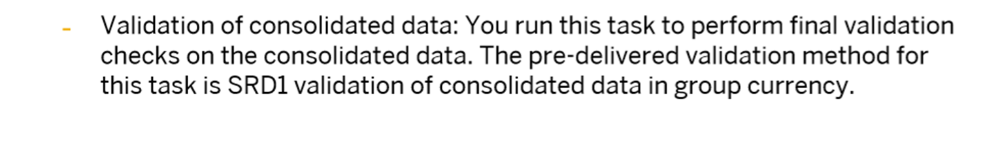 - Validation of consolidated data: You run this task to perform final validation
checks on the consolidated data. The pre-delivered validation method for
this task is SRD1 validation of consolidated data in group currency.